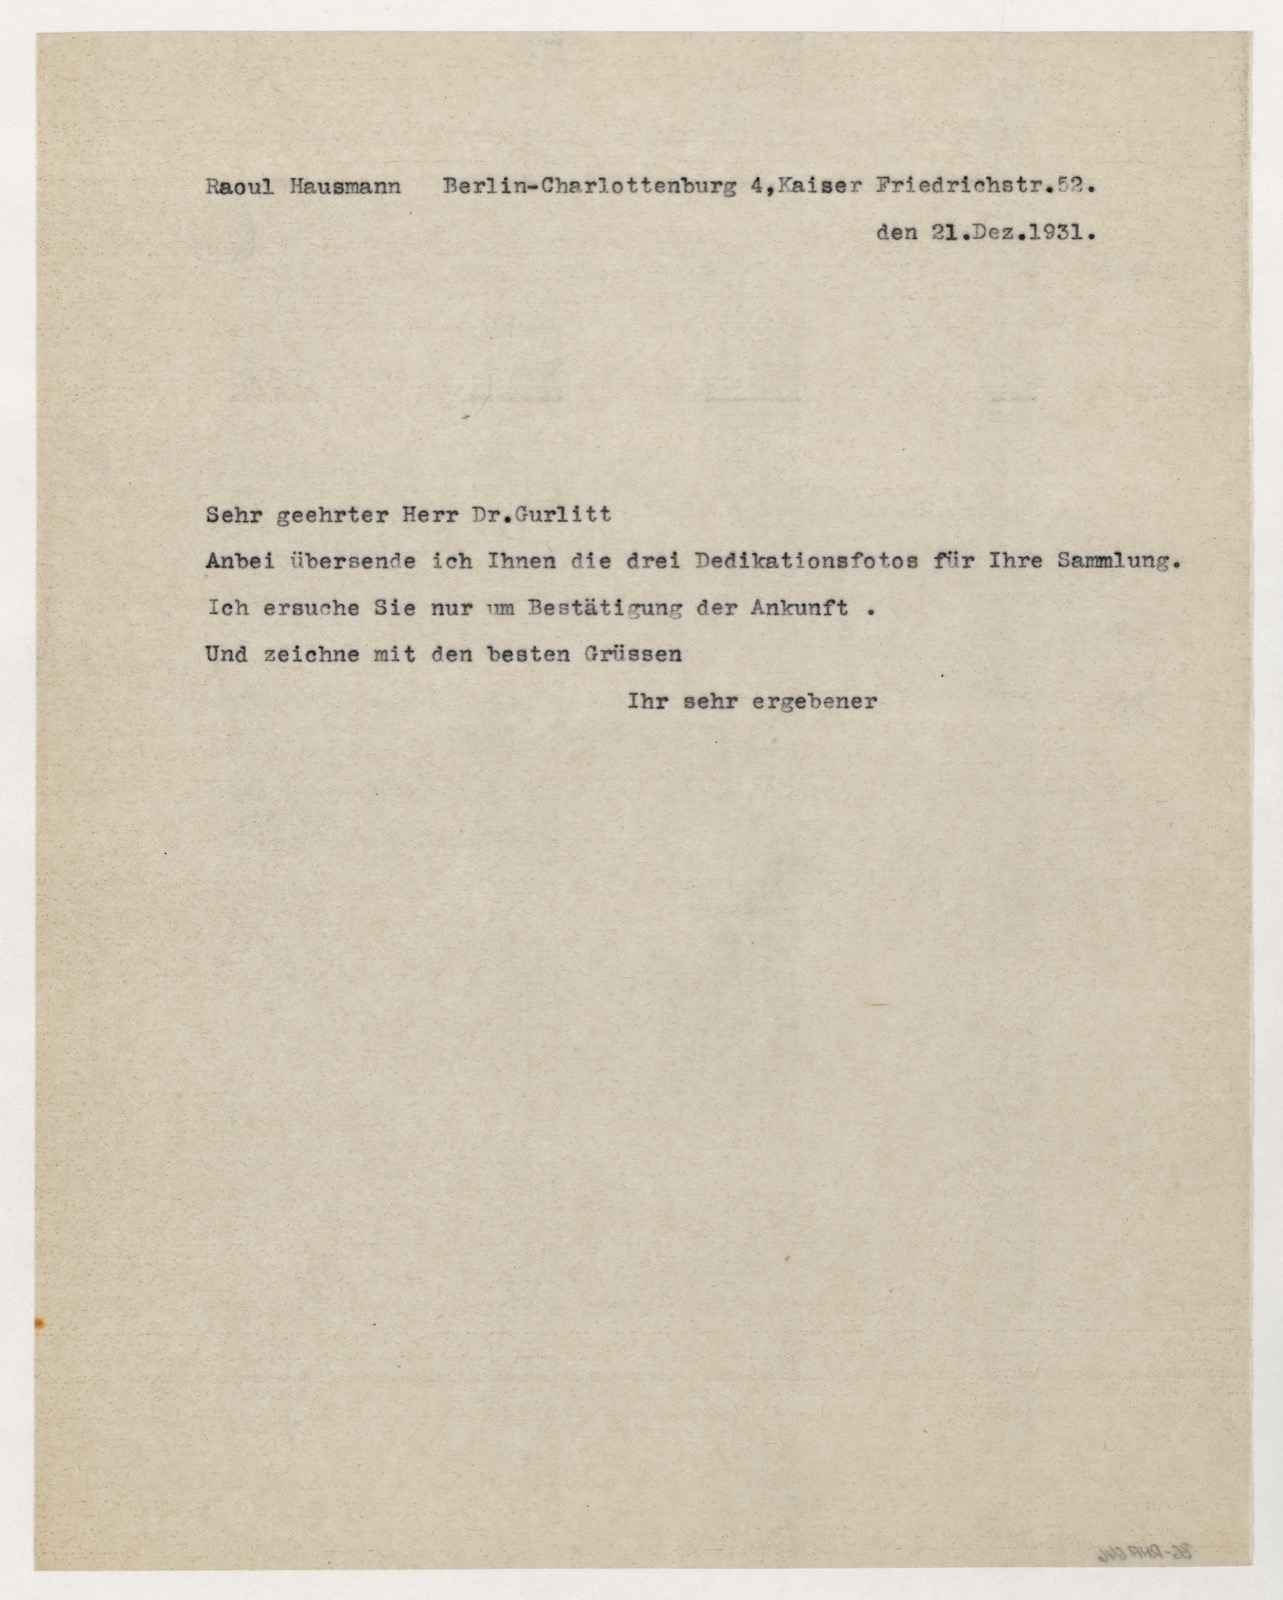 Raoul Hausmann Berlin-Charlottenburg 4,Kaiser Friedrichstr.52.
den 21.Dez.1931.
Sehr geehrter Herr Dr.Gurlitt
Anbei übersende ich Ihnen die drei Dedikationsfotos für Ihre Sammlung.
Ich ersuche Sie nur um Bestätigung der Ankunft .
Und zeichne mit den besten Grüssen
Ihr sehr ergebener